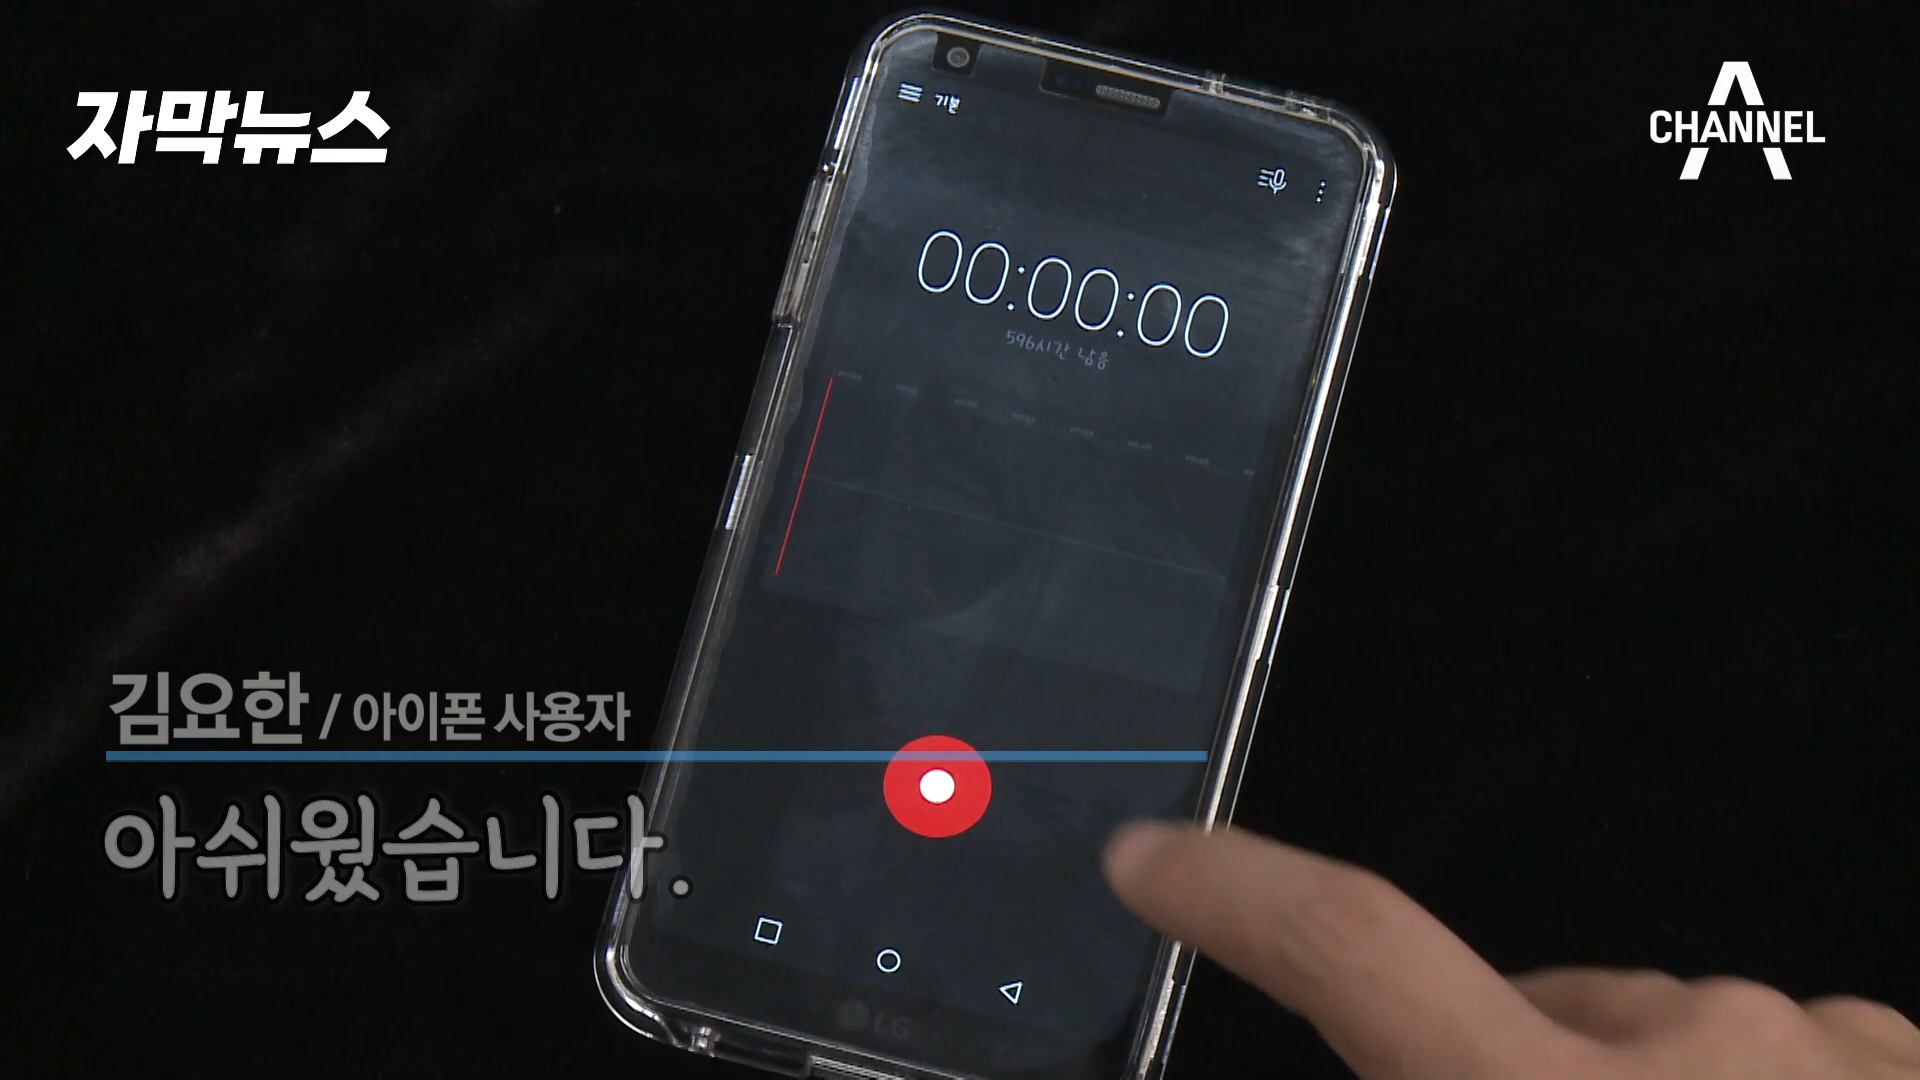 자막뉴스
CHANNEL A
기본
00:00:00
596시간 남음
김요한 / 아이폰 사용자
아쉬웠습니다.
LG